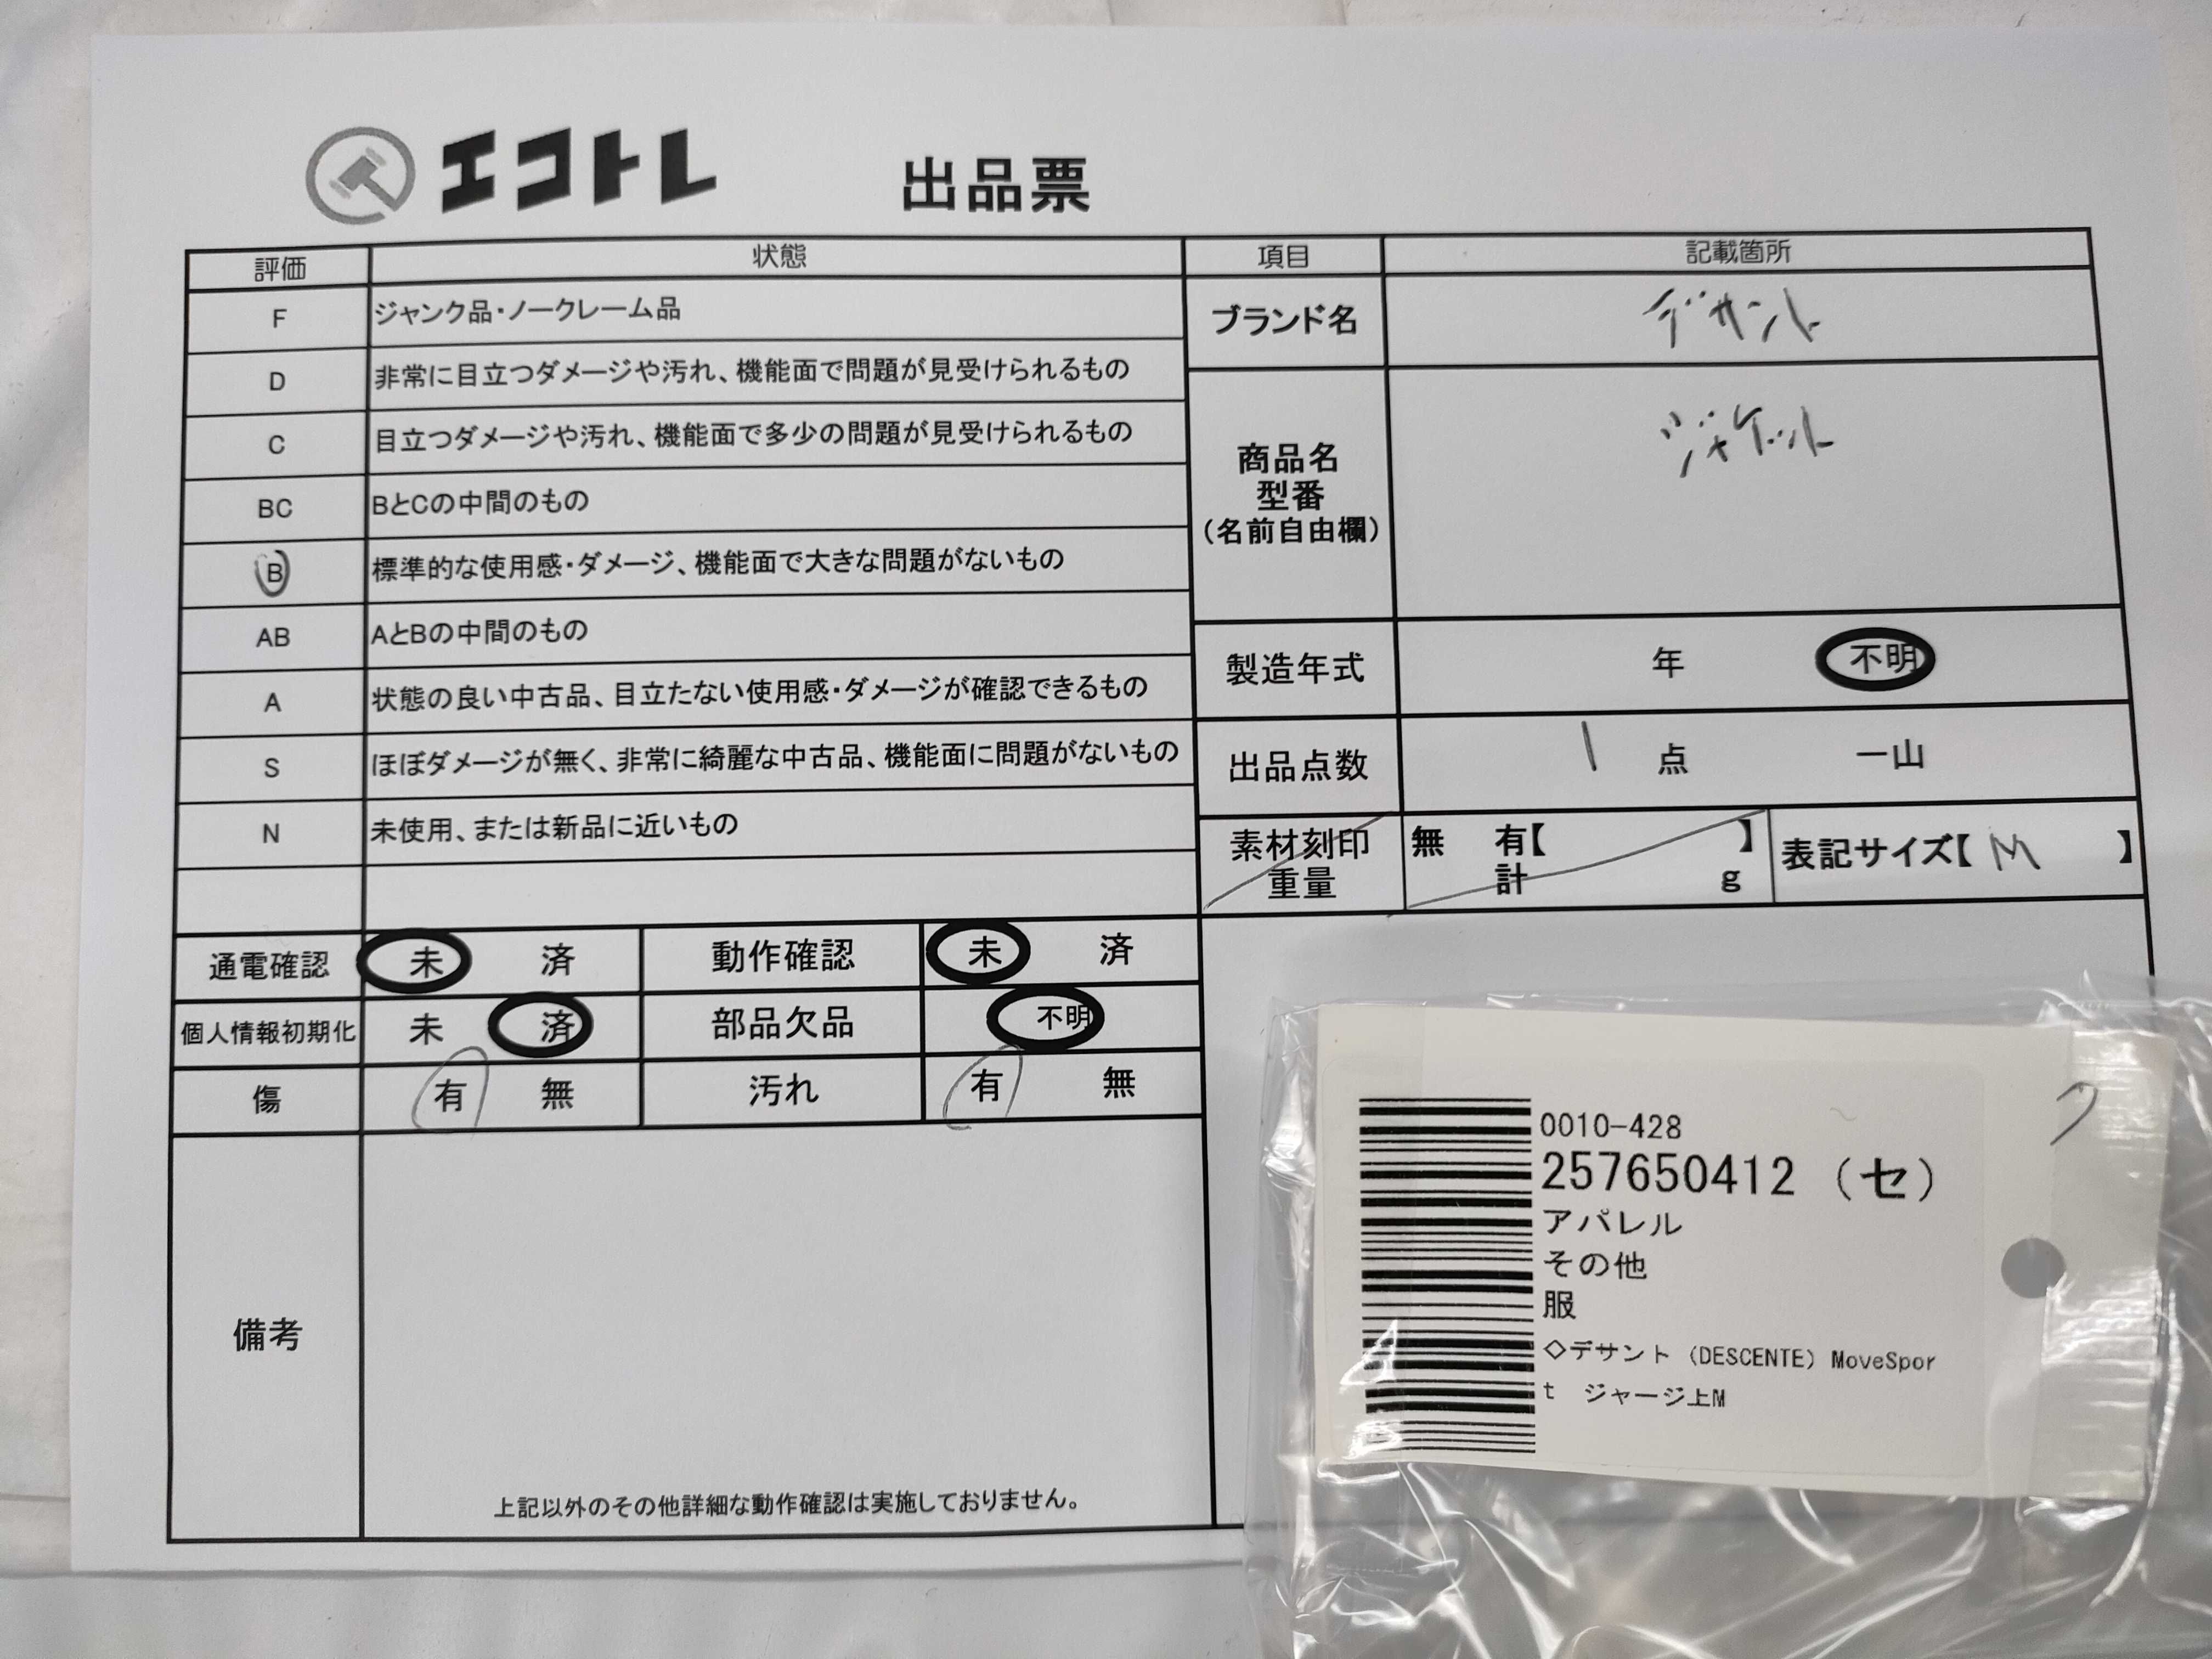 エコトレ 出品票
評価 状態
F ジャンク品・ノークレーム品
D 非常に目立つダメージや汚れ、機能面で問題が見受けられるもの
C 目立つダメージや汚れ、機能面で多少の問題が見受けられるもの
BC BとCの中間のもの
B 標準的な使用感・ダメージ、機能面で大きな問題がないもの
AB AとBの中間のもの
A 状態の良い中古品、目立たない使用感・ダメージが確認できるもの
S ほぼダメージが無く、非常に綺麗な中古品、機能面に問題がないもの
N 未使用、または新品に近いもの
項目 記載箇所
ブランド名 デサント
商品名 ジャケット
型番
（名前自由欄）
製造年式 年 不明
出品点数 1 点 一山
素材刻印 無 有【 】 表記サイズ【 M 】
重量 計 g
通電確認 未 済 動作確認 未 済
個人情報初期化 未 済 部品欠品 不明
傷 有 無 汚れ 有 無
備考
上記以外のその他詳細な動作確認は実施しておりません。
0010-428
257650412（セ）
アパレル
その他
服
◇デサント（DESCENTE）MoveSpor
t ジャージ上M